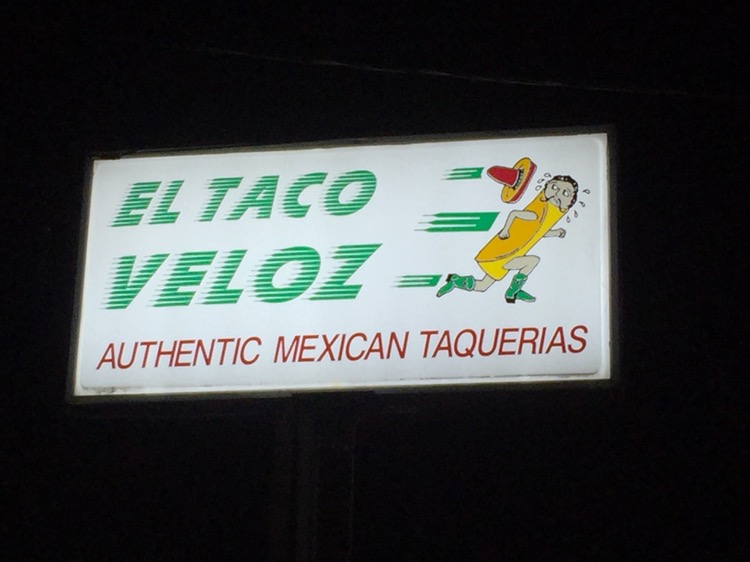 EL TACO
VELOZ
AUTHENTIC MEXICAN TAQUERIAS